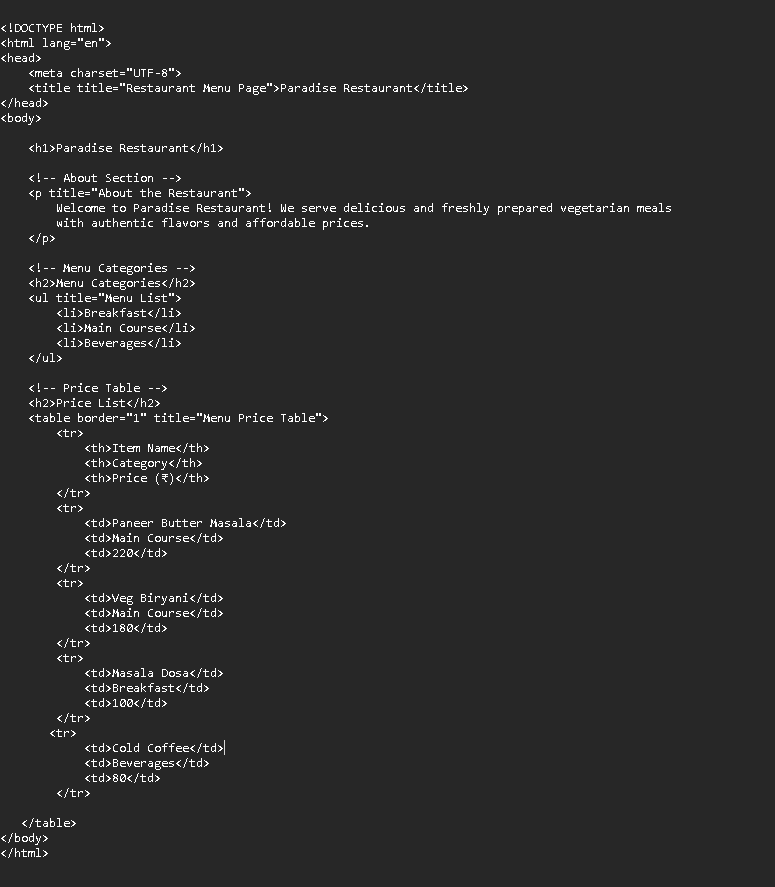 <!DOCTYPE html>
<html lang="en">
<head>
    <meta charset="UTF-8">
    <title title="Restaurant Menu Page">Paradise Restaurant</title>
</head>
<body>

    <h1>Paradise Restaurant</h1>

    <!-- About Section -->
    <p title="About the Restaurant">
        Welcome to Paradise Restaurant! We serve delicious and freshly prepared vegetarian meals
        with authentic flavors and affordable prices.
    </p>

    <!-- Menu Categories -->
    <h2>Menu Categories</h2>
    <ul title="Menu List">
        <li>Breakfast</li>
        <li>Main Course</li>
        <li>Beverages</li>
    </ul>

    <!-- Price Table -->
    <h2>Price List</h2>
    <table border="1" title="Menu Price Table">
        <tr>
            <th>Item Name</th>
            <th>Category</th>
            <th>Price (₹)</th>
        </tr>
        <tr>
            <td>Paneer Butter Masala</td>
            <td>Main Course</td>
            <td>220</td>
        </tr>
        <tr>
            <td>Veg Biryani</td>
            <td>Main Course</td>
            <td>180</td>
        </tr>
        <tr>
            <td>Masala Dosa</td>
            <td>Breakfast</td>
            <td>100</td>
        </tr>
       <tr>
            <td>Cold Coffee</td>
            <td>Beverages</td>
            <td>80</td>
        </tr>

   </table>
</body>
</html>